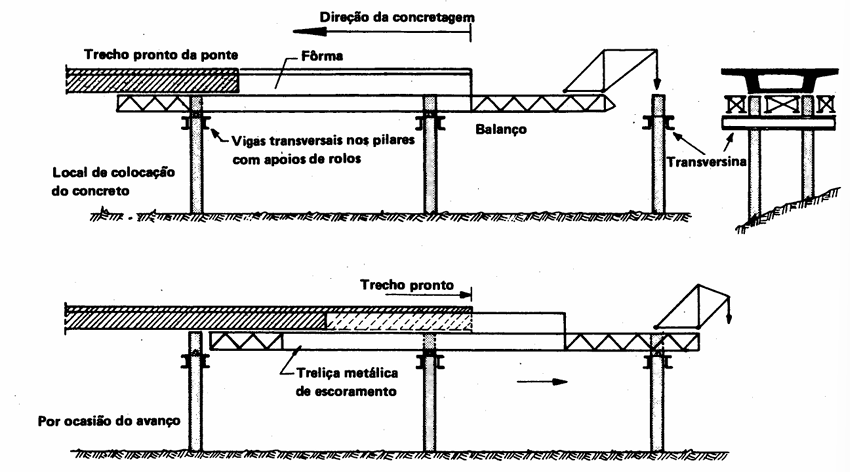 Direção da concretagem
Trecho pronto da ponte
Fôrma
Balanço
Vigas transversais nos pilares
com apoios de rolos
Transversina
Local de colocação
do concreto
Trecho pronto
Treliça metálica
de escoramento
Por ocasião do avanço